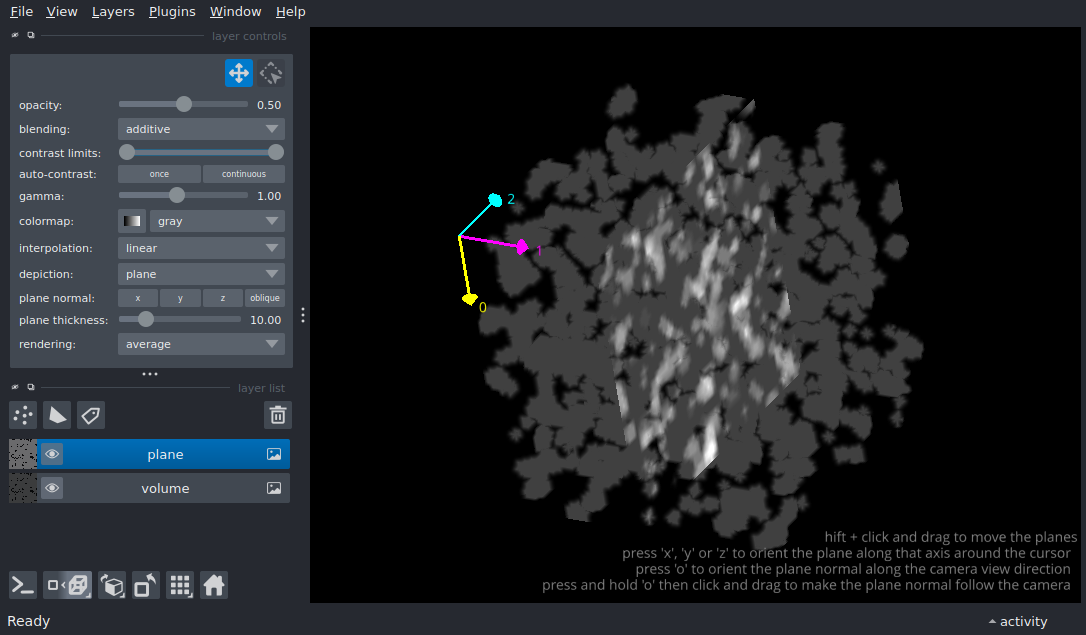 File View Layers Plugins Window Help
layer controls
opacity: 0.50
blending: additive
contrast limits:
auto-contrast: once continuous
gamma: 1.00
colormap: gray
interpolation: linear
depiction: plane
plane normal: x y z oblique
plane thickness: 10.00
rendering: average
layer list
plane
volume
2
1
0
hift + click and drag to move the planes
press 'x', 'y' or 'z' to orient the plane along that axis around the cursor
press 'o' to orient the plane normal along the camera view direction
press and hold 'o' then click and drag to make the plane normal follow the camera
Ready
activity